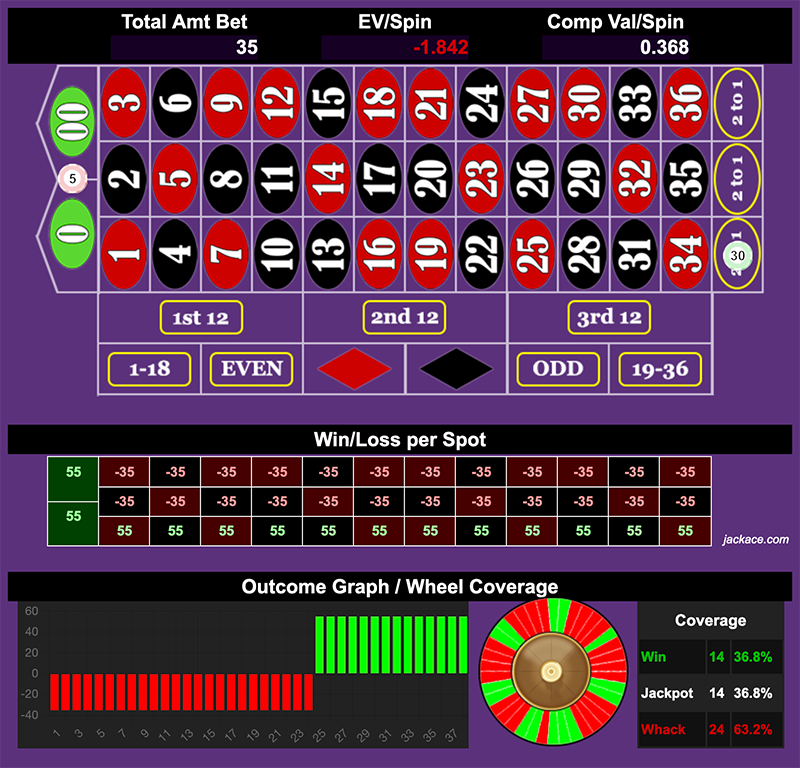 Total Amt Bet EV/Spin Comp Val/Spin
35 -1.842 0.368
00 3 6 9 12 15 18 21 24 27 30 33 36 2 to 1
5 2 5 8 11 14 17 20 23 26 29 32 35 2 to 1
0 1 4 7 10 13 16 19 22 25 28 31 34 30
1st 12 2nd 12 3rd 12
1-18 EVEN ODD 19-36
Win/Loss per Spot
55 -35 -35 -35 -35 -35 -35 -35 -35 -35 -35 -35 -35
-35 -35 -35 -35 -35 -35 -35 -35 -35 -35 -35 -35
55 55 55 55 55 55 55 55 55 55 55 55 55
jackace.com
Outcome Graph / Wheel Coverage
60
40
20
0
-20
-40
1 3 5 7 9 11 13 15 17 19 21 23 25 27 29 31 33 35 37
Coverage
Win 14 36.8%
Jackpot 14 36.8%
Whack 24 63.2%